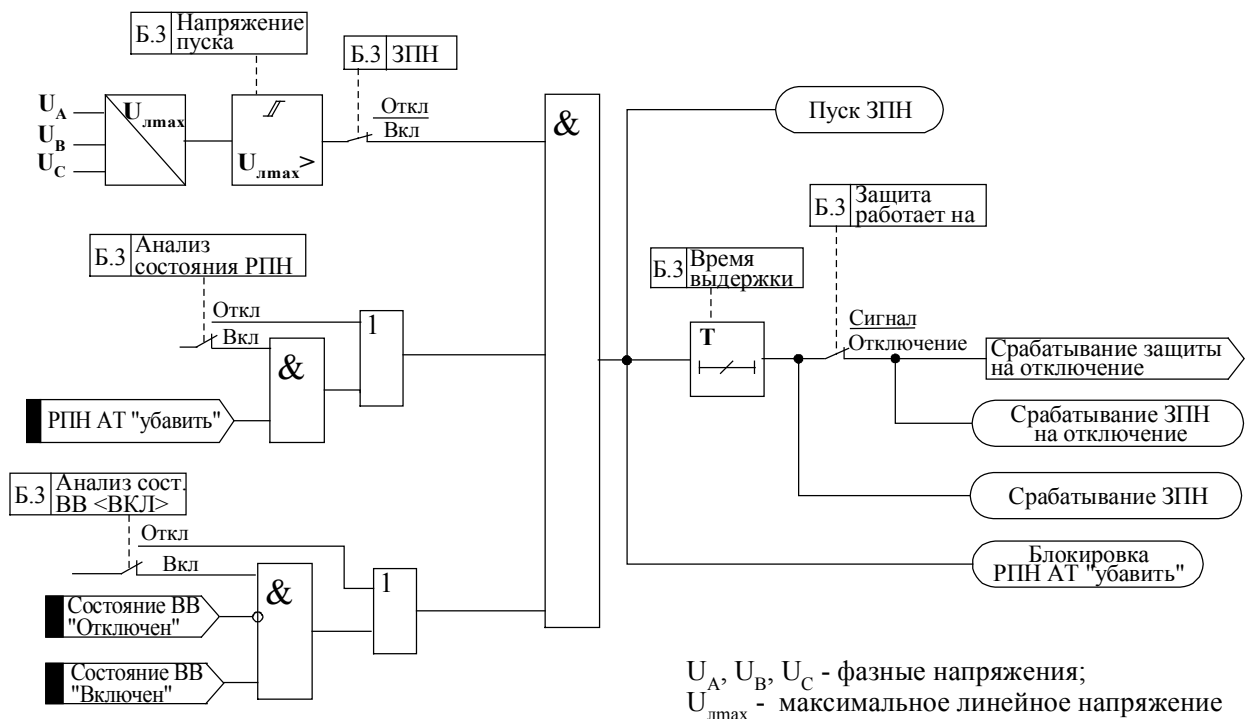 Б.3 Напряжение
пуска
Б.3 ЗПН
U_A
U_B
U_C
U_лmax
U_лmax >
Откл
Вкл
&
Пуск ЗПН
Б.3 Анализ
состояния РПН
Откл
Вкл
&
1
РПН АТ "убавить"
Б.3 Защита
работает на
Б.3 Время
выдержки
T
Сигнал
Отключение
Срабатывание защиты
на отключение
Срабатывание ЗПН
на отключение
Срабатывание ЗПН
Блокировка
РПН АТ "убавить"
Б.3 Анализ сост.
ВВ <ВКЛ>
Откл
Вкл
&
1
Состояние ВВ
"Отключен"
Состояние ВВ
"Включен"
U_A, U_B, U_C - фазные напряжения;
U_лmax - максимальное линейное напряжение